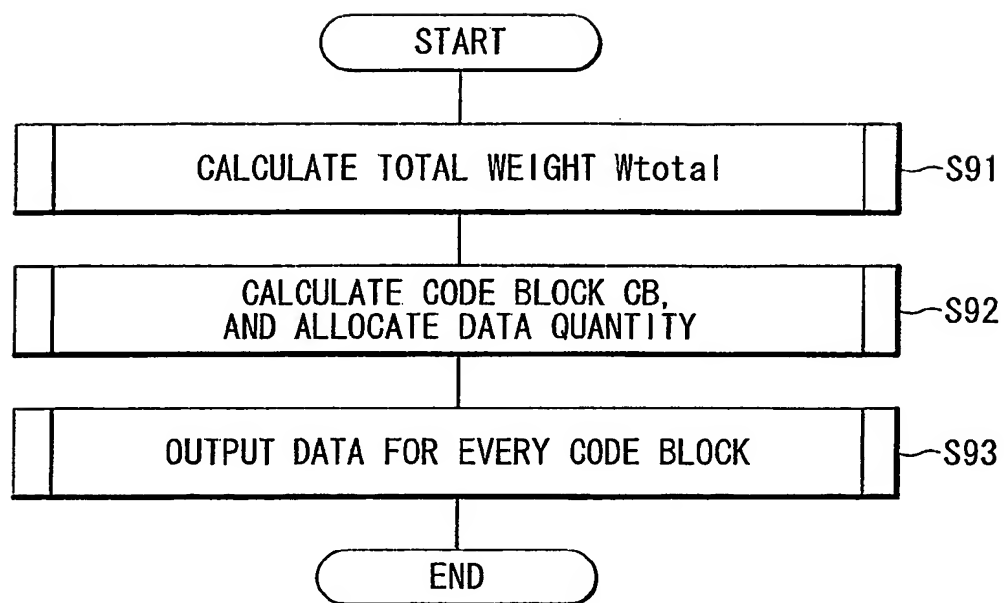 START
CALCULATE TOTAL WEIGHT Wtotal
S91
CALCULATE CODE BLOCK CB,
AND ALLOCATE DATA QUANTITY
S92
OUTPUT DATA FOR EVERY CODE BLOCK
S93
END